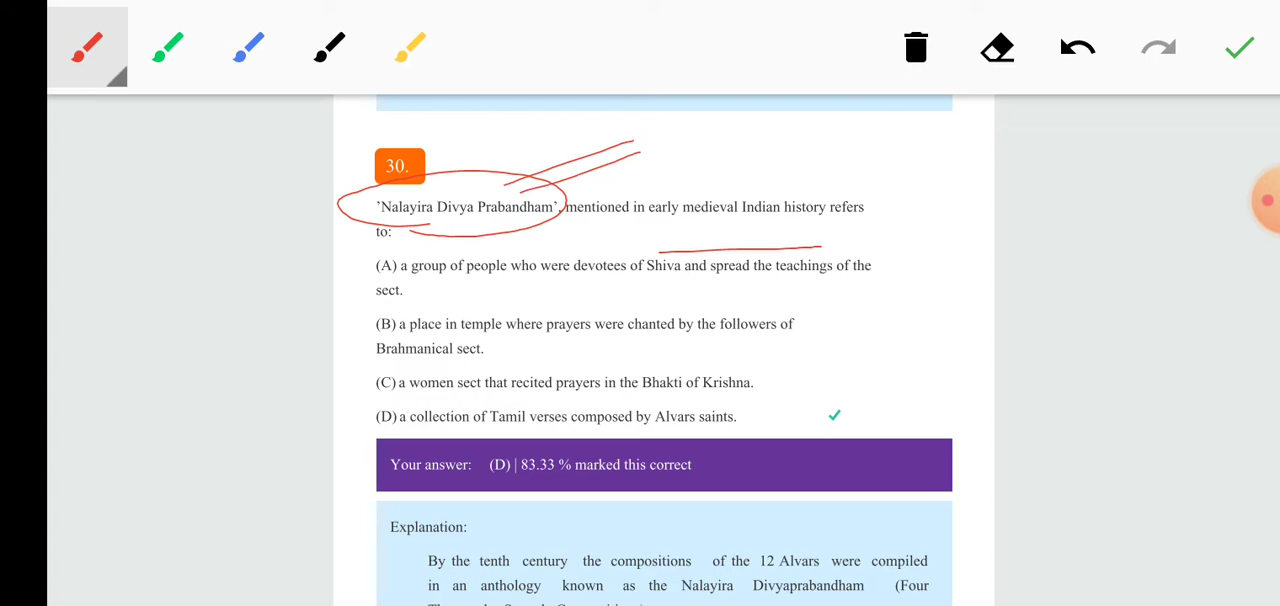 30.
’Nalayira Divya Prabandham’, mentioned in early medieval Indian history refers
to:
(A) a group of people who were devotees of Shiva and spread the teachings of the
sect.
(B) a place in temple where prayers were chanted by the followers of
Brahmanical sect.
(C) a women sect that recited prayers in the Bhakti of Krishna.
(D) a collection of Tamil verses composed by Alvars saints.
Your answer: (D) | 83.33 % marked this correct
Explanation:
By the tenth century the compositions of the 12 Alvars were compiled
in an anthology known as the Nalayira Divyaprabandham (Four